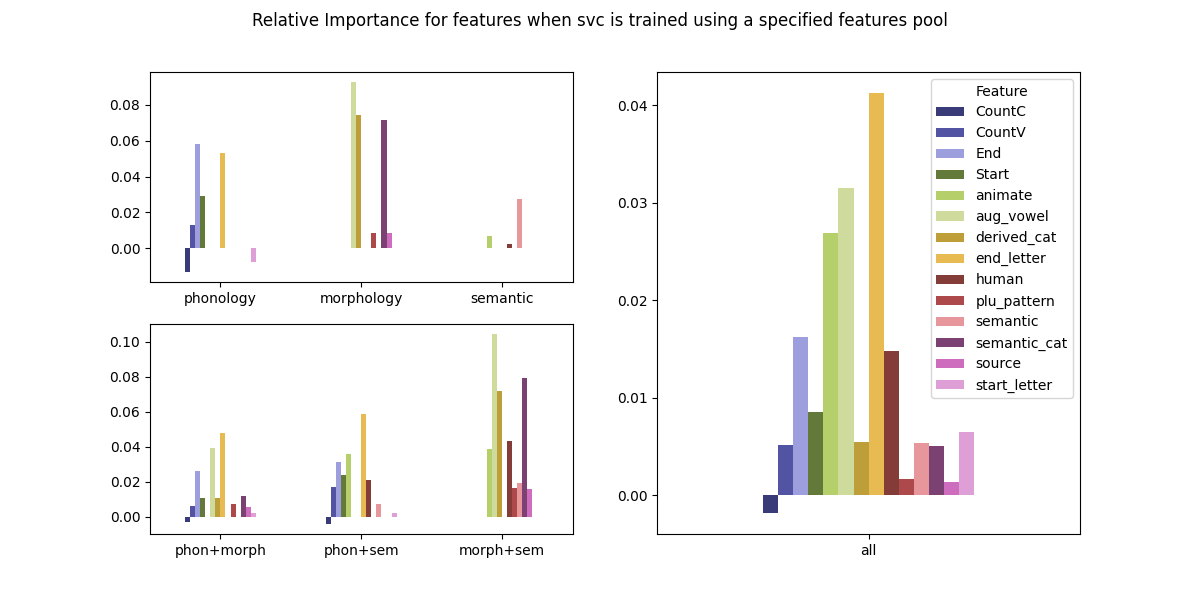 Relative Importance for features when svc is trained using a specified features pool
0.08
0.06
0.04
0.02
0.00
phonology morphology semantic
0.10
0.08
0.06
0.04
0.02
0.00
phon+morph phon+sem morph+sem
0.04
0.03
0.02
0.01
0.00
all
Feature
CountC
CountV
End
Start
animate
aug_vowel
derived_cat
end_letter
human
plu_pattern
semantic
semantic_cat
source
start_letter